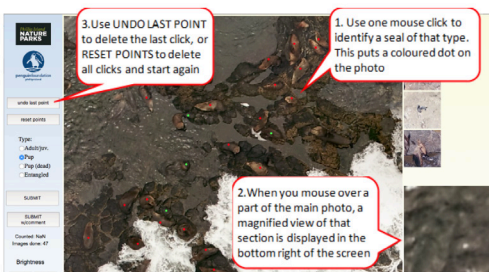 NATURE
PARKS
penguinfoundation
undo last point
reset points
Type:
Adult/juv.
Pup
Pup (dead)
Entangled
SUBMIT
SUBMIT
w/comment
Counted: NaN
Images done: 47
Brightness
3.Use UNDO LAST POINT
to delete the last click, or
RESET POINTS to delete
all clicks and start again
1. Use one mouse click to
identify a seal of that type.
This puts a coloured dot on
the photo
2.When you mouse over a
part of the main photo, a
magnified view of that
section is displayed in the
bottom right of the screen